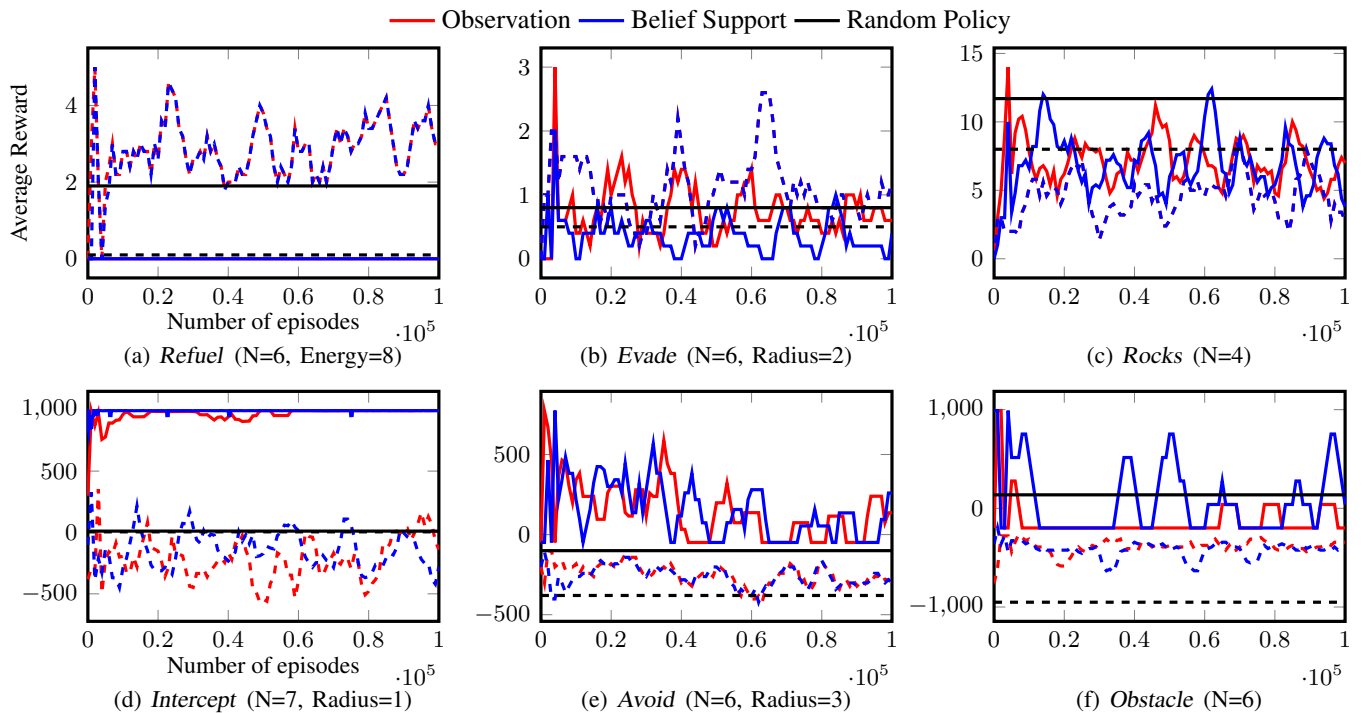 Observation Belief Support Random Policy
Average Reward
4
2
0
0 0.2 0.4 0.6 0.8 1
Number of episodes
·10^5
(a) Refuel (N=6, Energy=8)
3
2
1
0
0 0.2 0.4 0.6 0.8 1
·10^5
(b) Evade (N=6, Radius=2)
15
10
5
0
0 0.2 0.4 0.6 0.8 1
·10^5
(c) Rocks (N=4)
1,000
500
0
−500
0 0.2 0.4 0.6 0.8 1
Number of episodes
·10^5
(d) Intercept (N=7, Radius=1)
500
0
−500
0 0.2 0.4 0.6 0.8 1
·10^5
(e) Avoid (N=6, Radius=3)
1,000
0
−1,000
0 0.2 0.4 0.6 0.8 1
·10^5
(f) Obstacle (N=6)